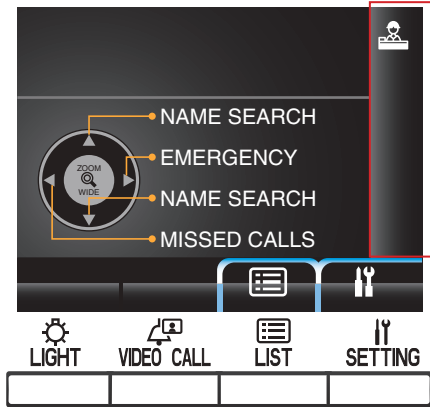 NAME SEARCH
EMERGENCY
ZOOM
WIDE
NAME SEARCH
MISSED CALLS
LIGHT
VIDEO CALL
LIST
SETTING